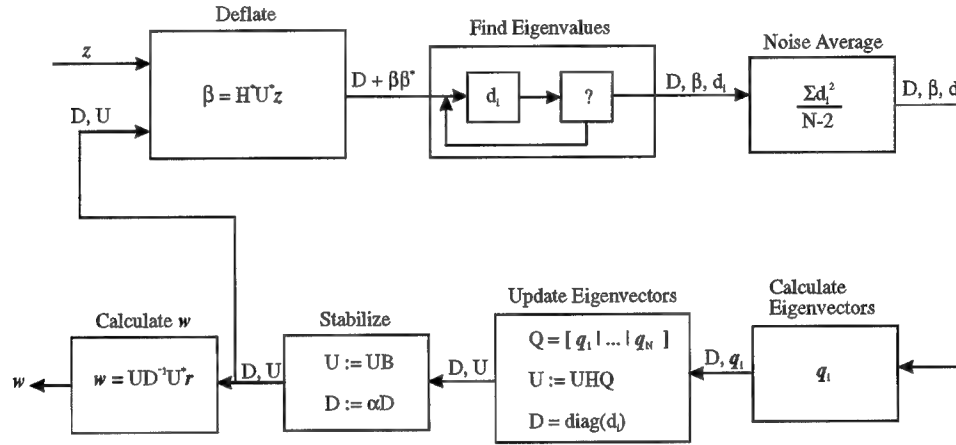 Deflate
z
D, U
β = H*U*z
D + ββ*
Find Eigenvalues
dᵢ
?
D, β, dᵢ
Noise Average
Σdᵢ²
N-2
D, β, d
Calculate
Eigenvectors
qᵢ
D, qᵢ
Update Eigenvectors
Q = [ q₁ | ... | q_N ]
U := UHQ
D = diag(dᵢ)
D, U
Stabilize
U := UB
D := αD
D, U
Calculate w
w = UD⁻¹U*r
w